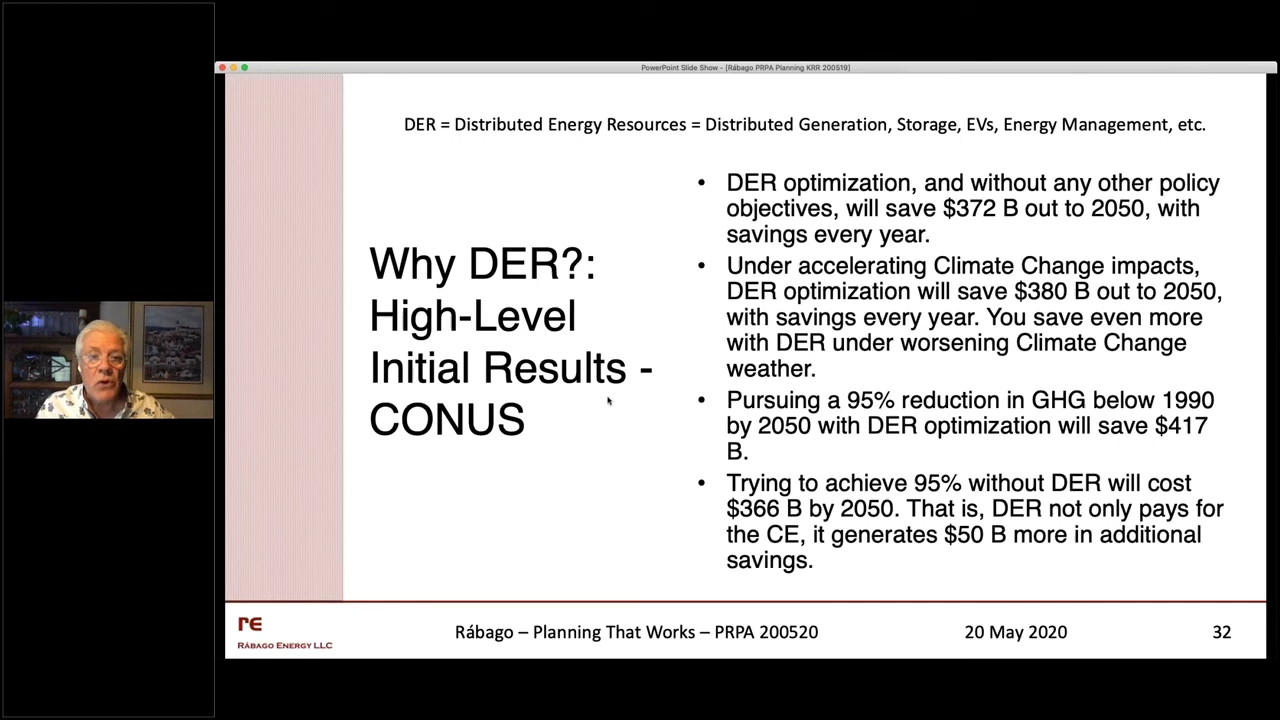 PowerPoint Slide Show - [Rábago PRPA Planning KRR 200519]
DER = Distributed Energy Resources = Distributed Generation, Storage, EVs, Energy Management, etc.
Why DER?:
High-Level
Initial Results -
CONUS
• DER optimization, and without any other policy
objectives, will save $372 B out to 2050, with
savings every year.
• Under accelerating Climate Change impacts,
DER optimization will save $380 B out to 2050,
with savings every year. You save even more
with DER under worsening Climate Change
weather.
• Pursuing a 95% reduction in GHG below 1990
by 2050 with DER optimization will save $417
B.
• Trying to achieve 95% without DER will cost
$366 B by 2050. That is, DER not only pays for
the CE, it generates $50 B more in additional
savings.
rE
RÁBAGO ENERGY LLC
Rábago – Planning That Works – PRPA 200520
20 May 2020
32